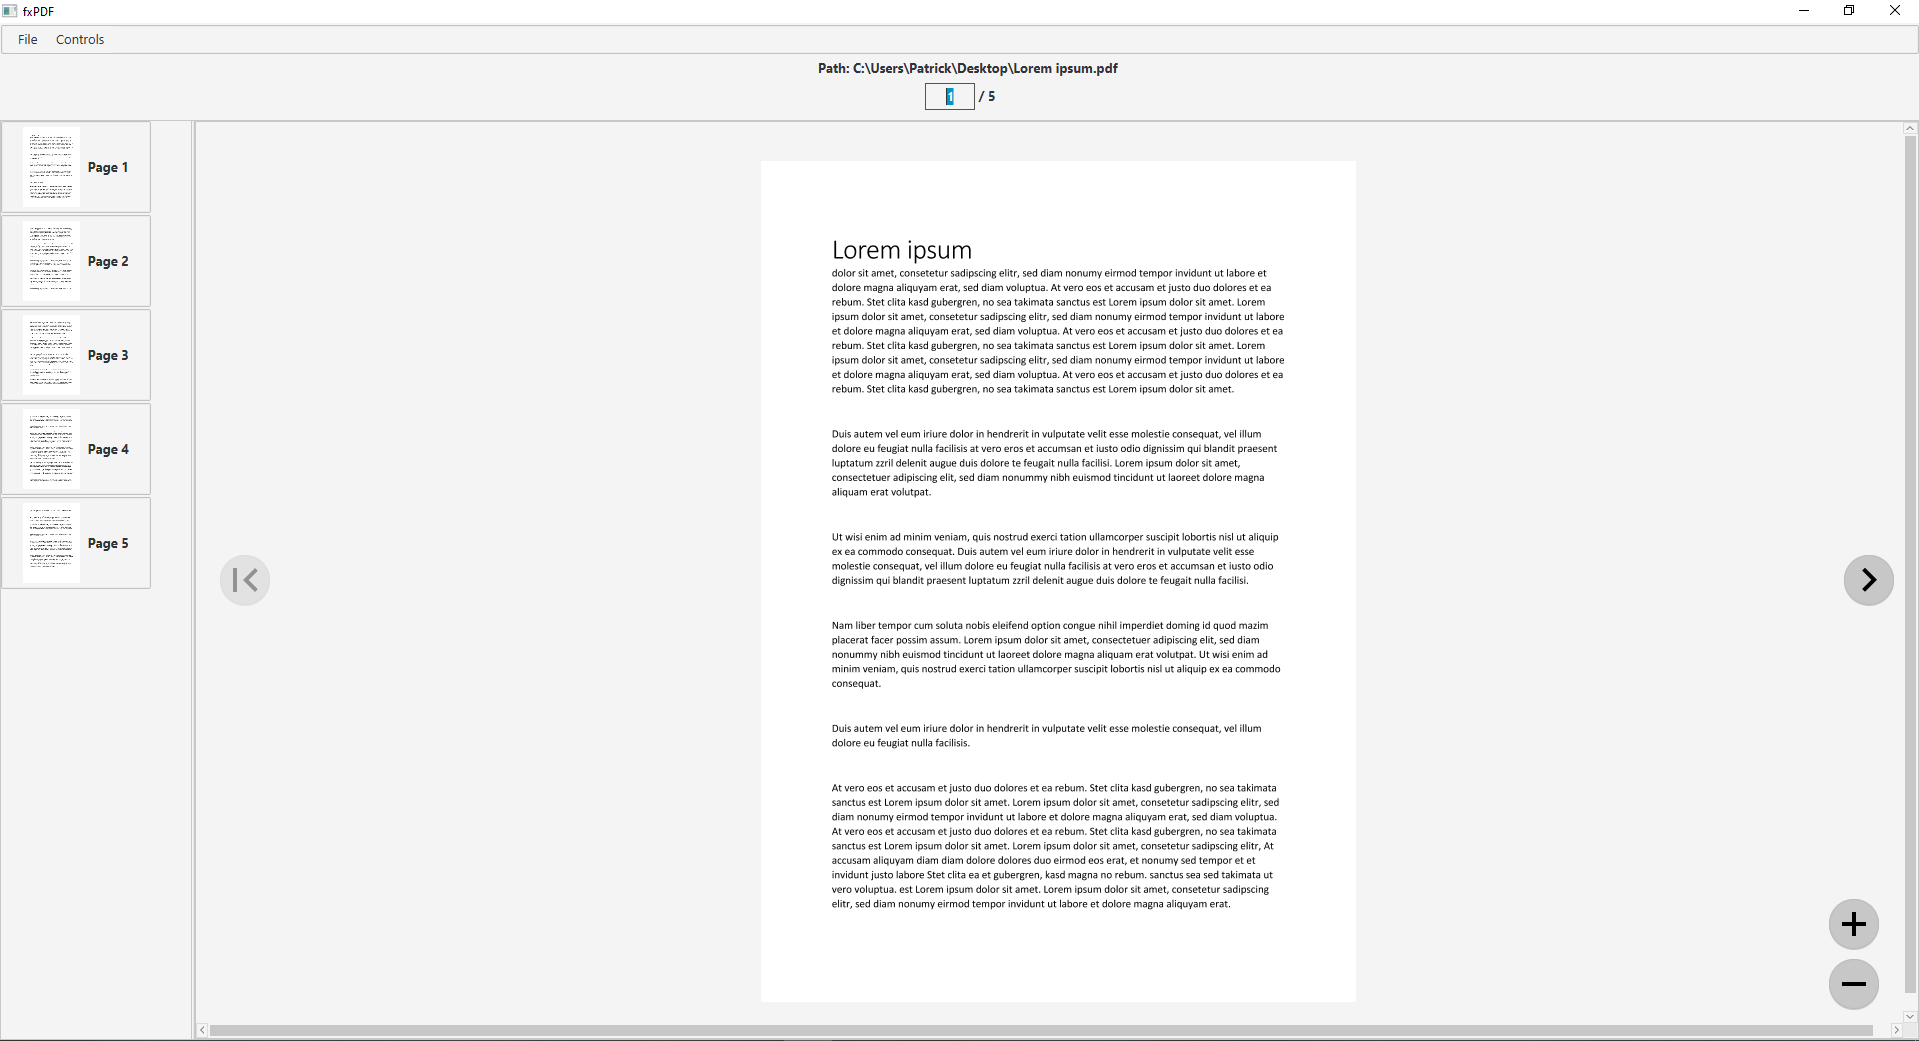 fxPDF
File Controls
Path: C:\Users\Patrick\Desktop\Lorem ipsum.pdf
1 / 5
Page 1
Page 2
Page 3
Page 4
Page 5
Lorem ipsum
dolor sit amet, consetetur sadipscing elitr, sed diam nonumy eirmod tempor invidunt ut labore et
dolore magna aliquyam erat, sed diam voluptua. At vero eos et accusam et justo duo dolores et ea
rebum. Stet clita kasd gubergren, no sea takimata sanctus est Lorem ipsum dolor sit amet. Lorem
ipsum dolor sit amet, consetetur sadipscing elitr, sed diam nonumy eirmod tempor invidunt ut labore
et dolore magna aliquyam erat, sed diam voluptua. At vero eos et accusam et justo duo dolores et ea
rebum. Stet clita kasd gubergren, no sea takimata sanctus est Lorem ipsum dolor sit amet. Lorem
ipsum dolor sit amet, consetetur sadipscing elitr, sed diam nonumy eirmod tempor invidunt ut labore
et dolore magna aliquyam erat, sed diam voluptua. At vero eos et accusam et justo duo dolores et ea
rebum. Stet clita kasd gubergren, no sea takimata sanctus est Lorem ipsum dolor sit amet.
Duis autem vel eum iriure dolor in hendrerit in vulputate velit esse molestie consequat, vel illum
dolore eu feugiat nulla facilisis at vero eros et accumsan et iusto odio dignissim qui blandit praesent
luptatum zzril delenit augue duis dolore te feugait nulla facilisi. Lorem ipsum dolor sit amet,
consectetuer adipiscing elit, sed diam nonummy nibh euismod tincidunt ut laoreet dolore magna
aliquam erat volutpat.
Ut wisi enim ad minim veniam, quis nostrud exerci tation ullamcorper suscipit lobortis nisl ut aliquip
ex ea commodo consequat. Duis autem vel eum iriure dolor in hendrerit in vulputate velit esse
molestie consequat, vel illum dolore eu feugiat nulla facilisis at vero eros et accumsan et iusto odio
dignissim qui blandit praesent luptatum zzril delenit augue duis dolore te feugait nulla facilisi.
Nam liber tempor cum soluta nobis eleifend option congue nihil imperdiet doming id quod mazim
placerat facer possim assum. Lorem ipsum dolor sit amet, consectetuer adipiscing elit, sed diam
nonummy nibh euismod tincidunt ut laoreet dolore magna aliquam erat volutpat. Ut wisi enim ad
minim veniam, quis nostrud exerci tation ullamcorper suscipit lobortis nisl ut aliquip ex ea commodo
consequat.
Duis autem vel eum iriure dolor in hendrerit in vulputate velit esse molestie consequat, vel illum
dolore eu feugiat nulla facilisis.
At vero eos et accusam et justo duo dolores et ea rebum. Stet clita kasd gubergren, no sea takimata
sanctus est Lorem ipsum dolor sit amet. Lorem ipsum dolor sit amet, consetetur sadipscing elitr, sed
diam nonumy eirmod tempor invidunt ut labore et dolore magna aliquyam erat, sed diam voluptua.
At vero eos et accusam et justo duo dolores et ea rebum. Stet clita kasd gubergren, no sea takimata
sanctus est Lorem ipsum dolor sit amet. Lorem ipsum dolor sit amet, consetetur sadipscing elitr, At
accusam aliquyam diam diam dolore dolores duo eirmod eos erat, et nonumy sed tempor et et
invidunt justo labore Stet clita ea et gubergren, kasd magna no rebum. sanctus sea sed takimata ut
vero voluptua. est Lorem ipsum dolor sit amet. Lorem ipsum dolor sit amet, consetetur sadipscing
elitr, sed diam nonumy eirmod tempor invidunt ut labore et dolore magna aliquyam erat.